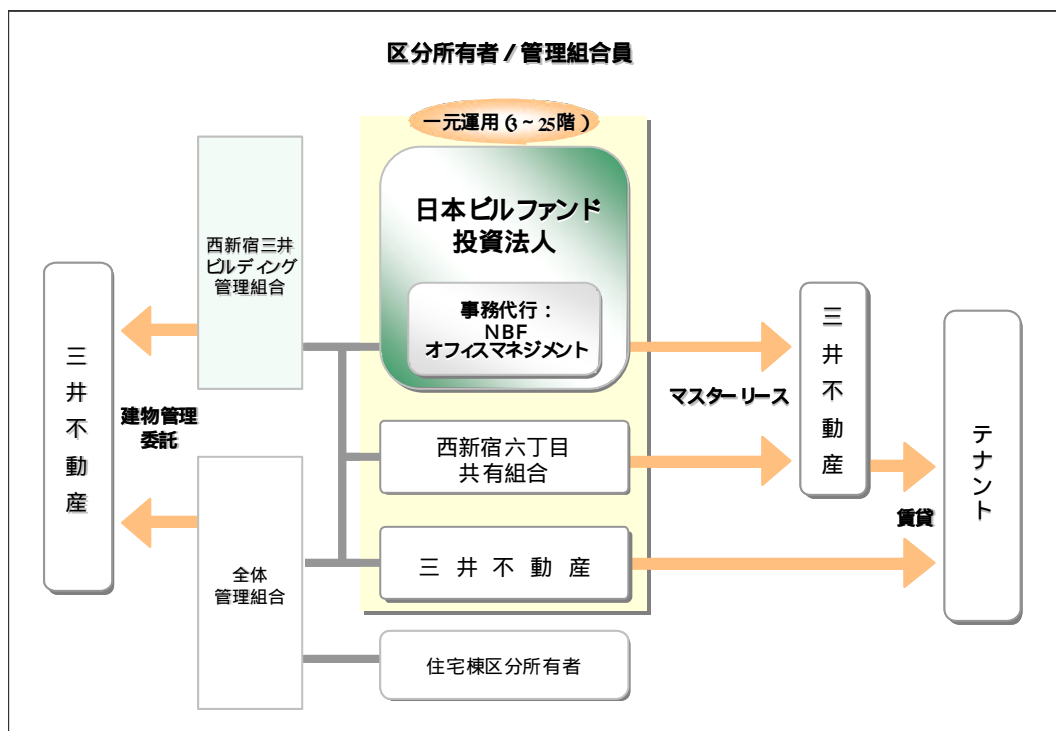 区分所有者 / 管理組合員
一元運用 (3 ~ 25階 )
日本ビルファンド
投資法人
事務代行 :
NBF
オフィスマネジメント
西新宿三井
ビルディング
管理組合
三井不動産
建物管理
委託
マスターリース
三井不動産
西新宿六丁目
共有組合
テナント
賃貸
三 井 不 動 産
全体
管理組合
住宅棟区分所有者